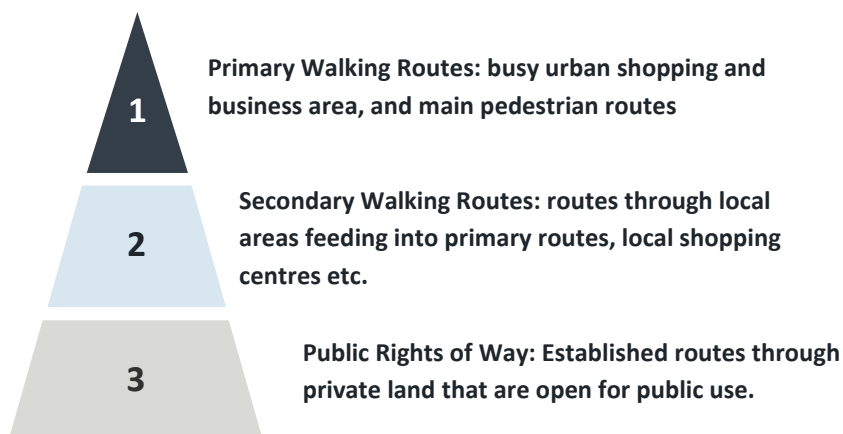 1
Primary Walking Routes: busy urban shopping and
business area, and main pedestrian routes
2
Secondary Walking Routes: routes through local
areas feeding into primary routes, local shopping
centres etc.
3
Public Rights of Way: Established routes through
private land that are open for public use.